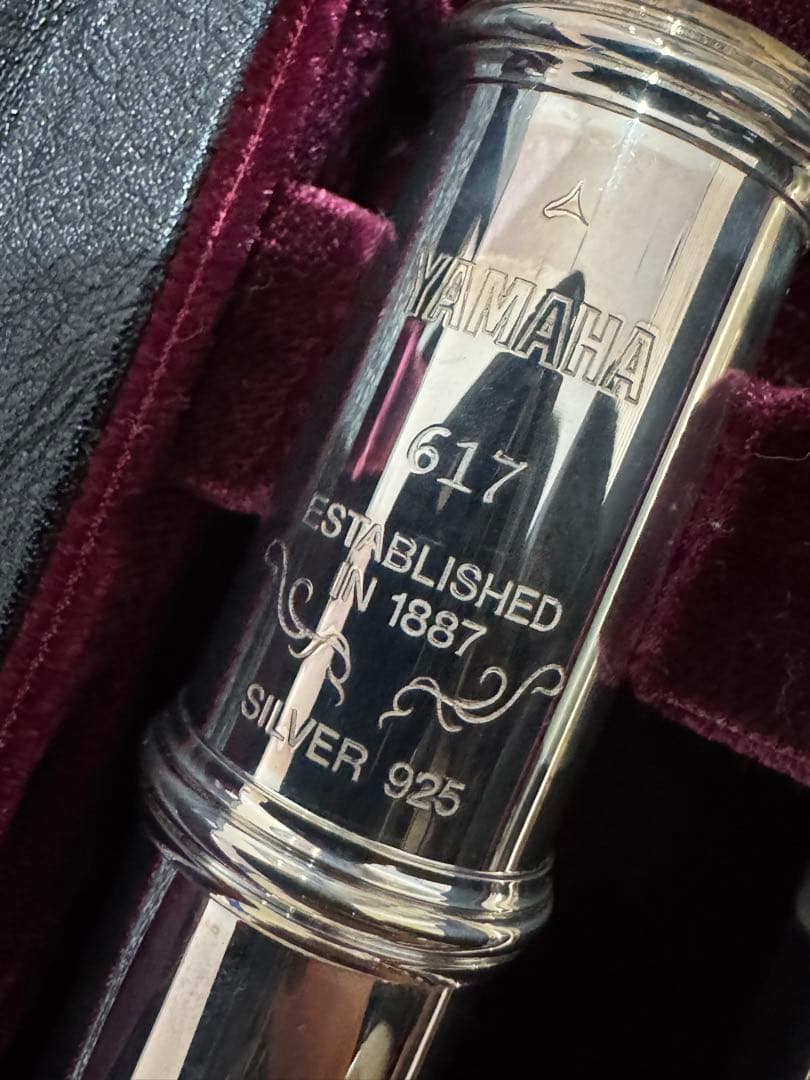 YAMAHA
617
ESTABLISHED
IN 1887
SILVER 925